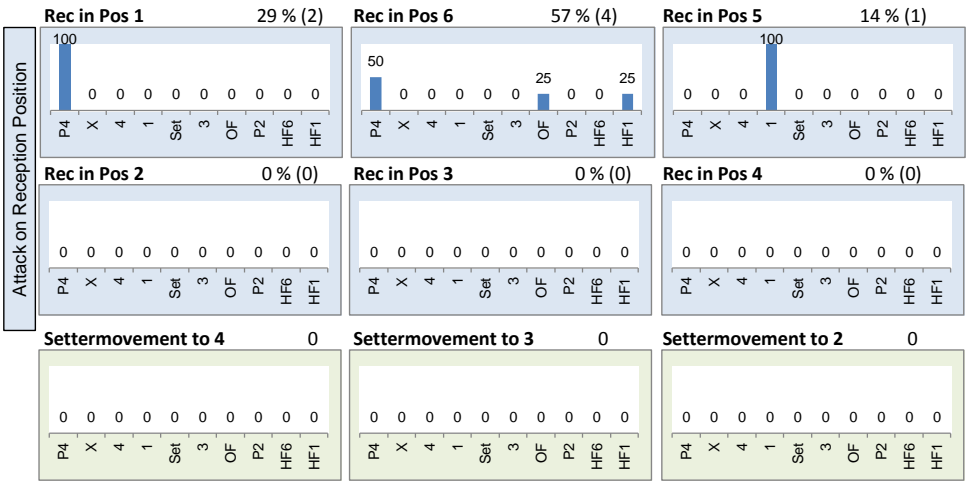 Attack on Reception Position
Rec in Pos 1 29 % (2)
100 0 0 0 0 0 0 0 0 0
P4 X 4 1 Set 3 OF P2 HF6 HF1
Rec in Pos 6 57 % (4)
50 0 0 0 0 0 25 0 0 25
P4 X 4 1 Set 3 OF P2 HF6 HF1
Rec in Pos 5 14 % (1)
0 0 0 100 0 0 0 0 0 0
P4 X 4 1 Set 3 OF P2 HF6 HF1
Rec in Pos 2 0 % (0)
0 0 0 0 0 0 0 0 0 0
P4 X 4 1 Set 3 OF P2 HF6 HF1
Rec in Pos 3 0 % (0)
0 0 0 0 0 0 0 0 0 0
P4 X 4 1 Set 3 OF P2 HF6 HF1
Rec in Pos 4 0 % (0)
0 0 0 0 0 0 0 0 0 0
P4 X 4 1 Set 3 OF P2 HF6 HF1
Settermovement to 4 0
0 0 0 0 0 0 0 0 0 0
P4 X 4 1 Set 3 OF P2 HF6 HF1
Settermovement to 3 0
0 0 0 0 0 0 0 0 0 0
P4 X 4 1 Set 3 OF P2 HF6 HF1
Settermovement to 2 0
0 0 0 0 0 0 0 0 0 0
P4 X 4 1 Set 3 OF P2 HF6 HF1